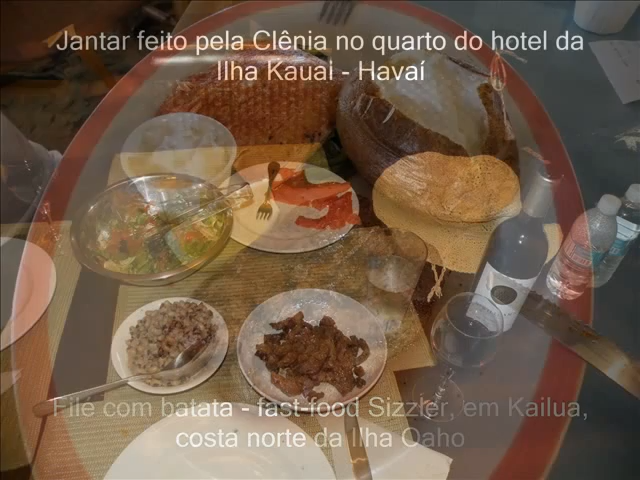 Jantar feito pela Clênia no quarto do hotel da
Ilha Kauai - Havaí
File com batata - fast-food Sizzler, em Kailua,
costa norte da Ilha Oaho